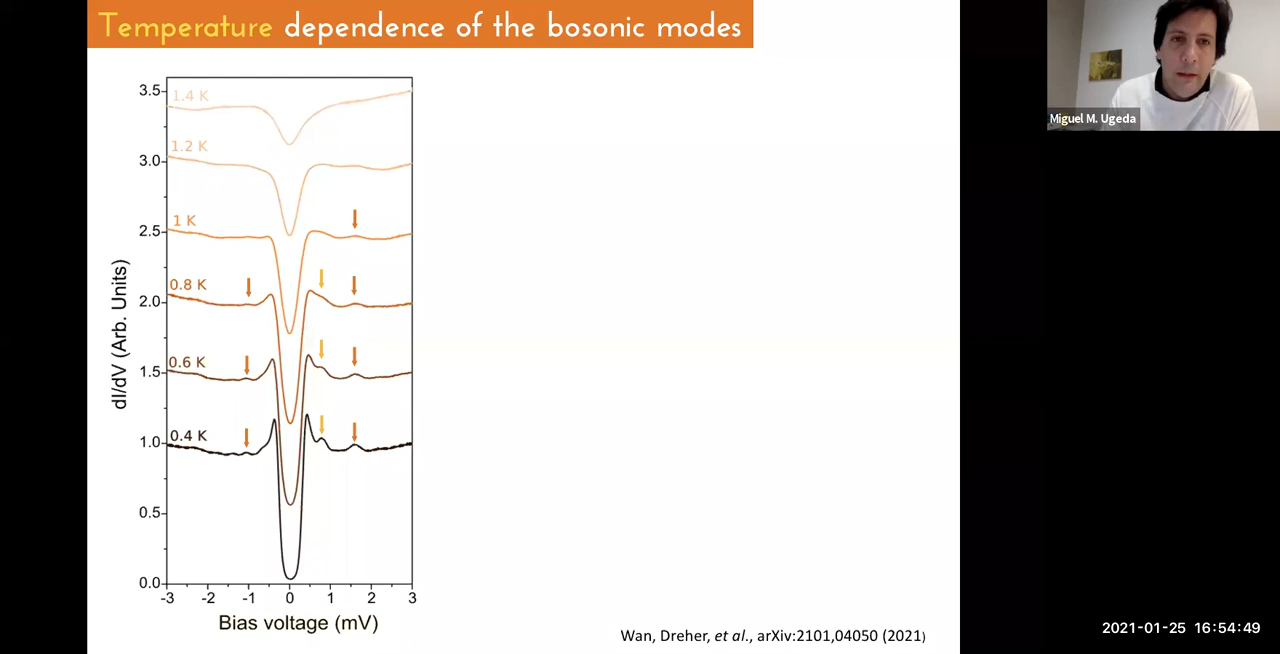 Temperature dependence of the bosonic modes
Miguel M. Ugeda
3.5
1.4 K
1.2 K
3.0
1 K
2.5
0.8 K
2.0
0.6 K
1.5
0.4 K
1.0
0.5
0.0
dI/dV (Arb. Units)
-3 -2 -1 0 1 2 3
Bias voltage (mV)
Wan, Dreher, et al., arXiv:2101,04050 (2021)
2021-01-25 16:54:49